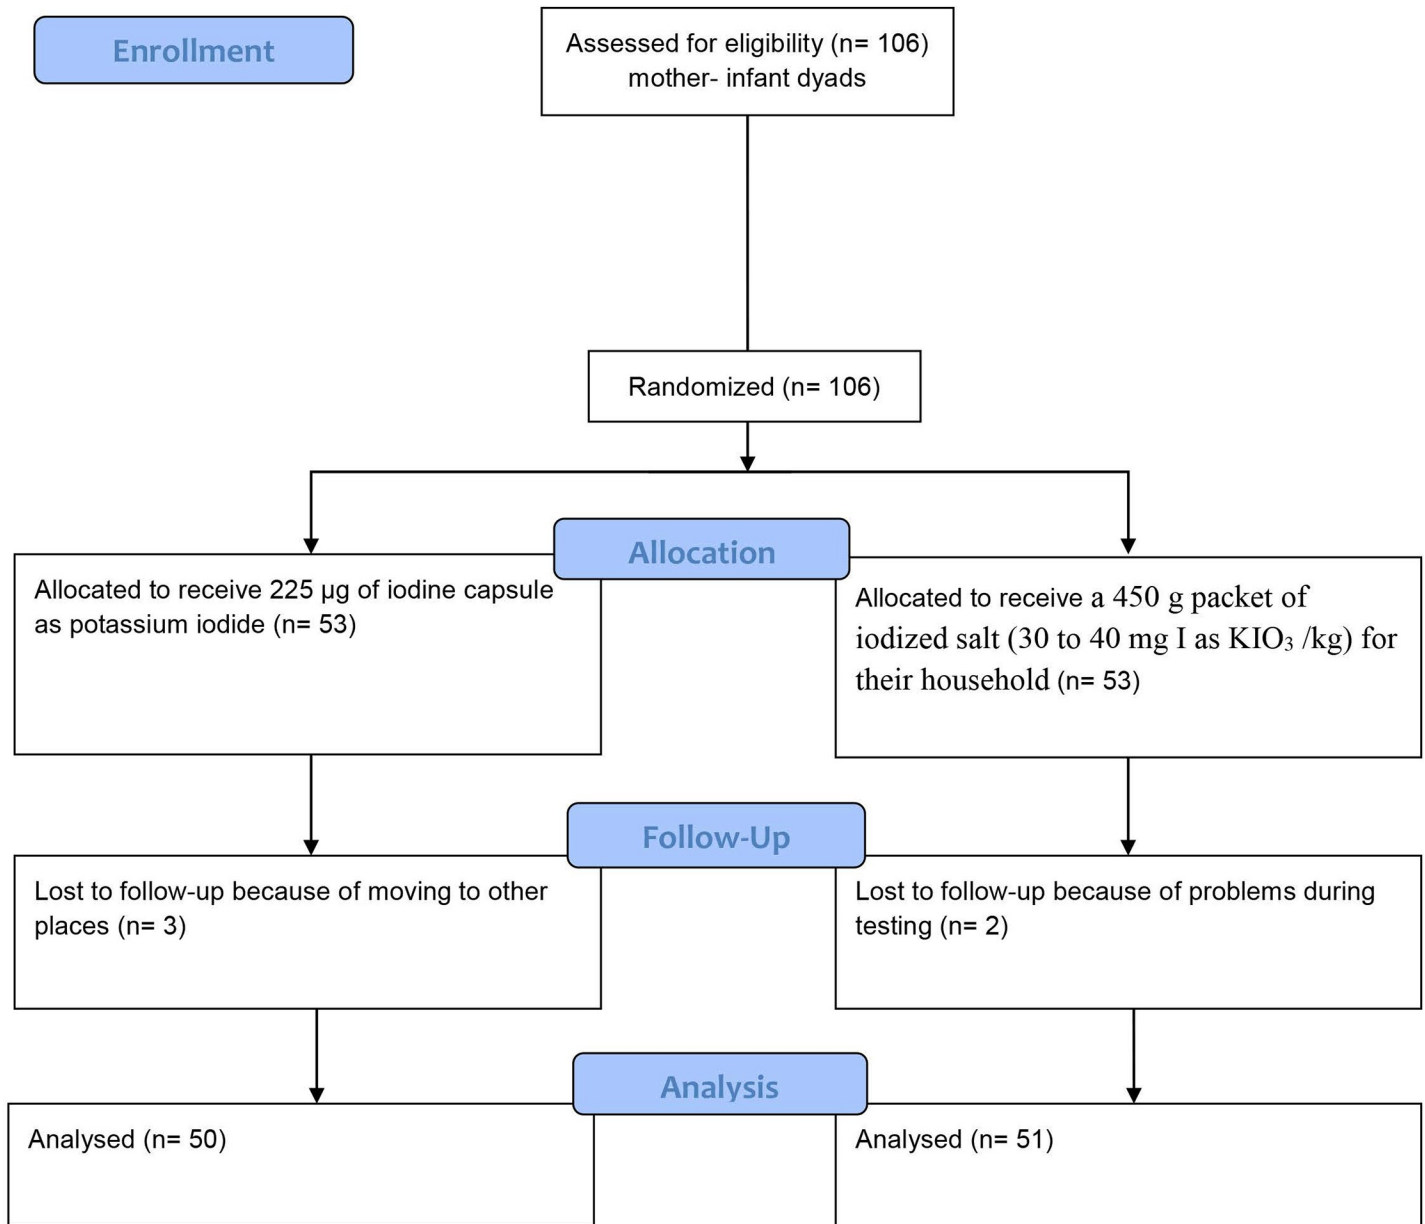 Enrollment
Assessed for eligibility (n= 106)
mother- infant dyads
Randomized (n= 106)
Allocation
Allocated to receive 225 µg of iodine capsule
as potassium iodide (n= 53)
Allocated to receive a 450 g packet of
iodized salt (30 to 40 mg I as KIO₃ /kg) for
their household (n= 53)
Follow-Up
Lost to follow-up because of moving to other
places (n= 3)
Lost to follow-up because of problems during
testing (n= 2)
Analysis
Analysed (n= 50)
Analysed (n= 51)